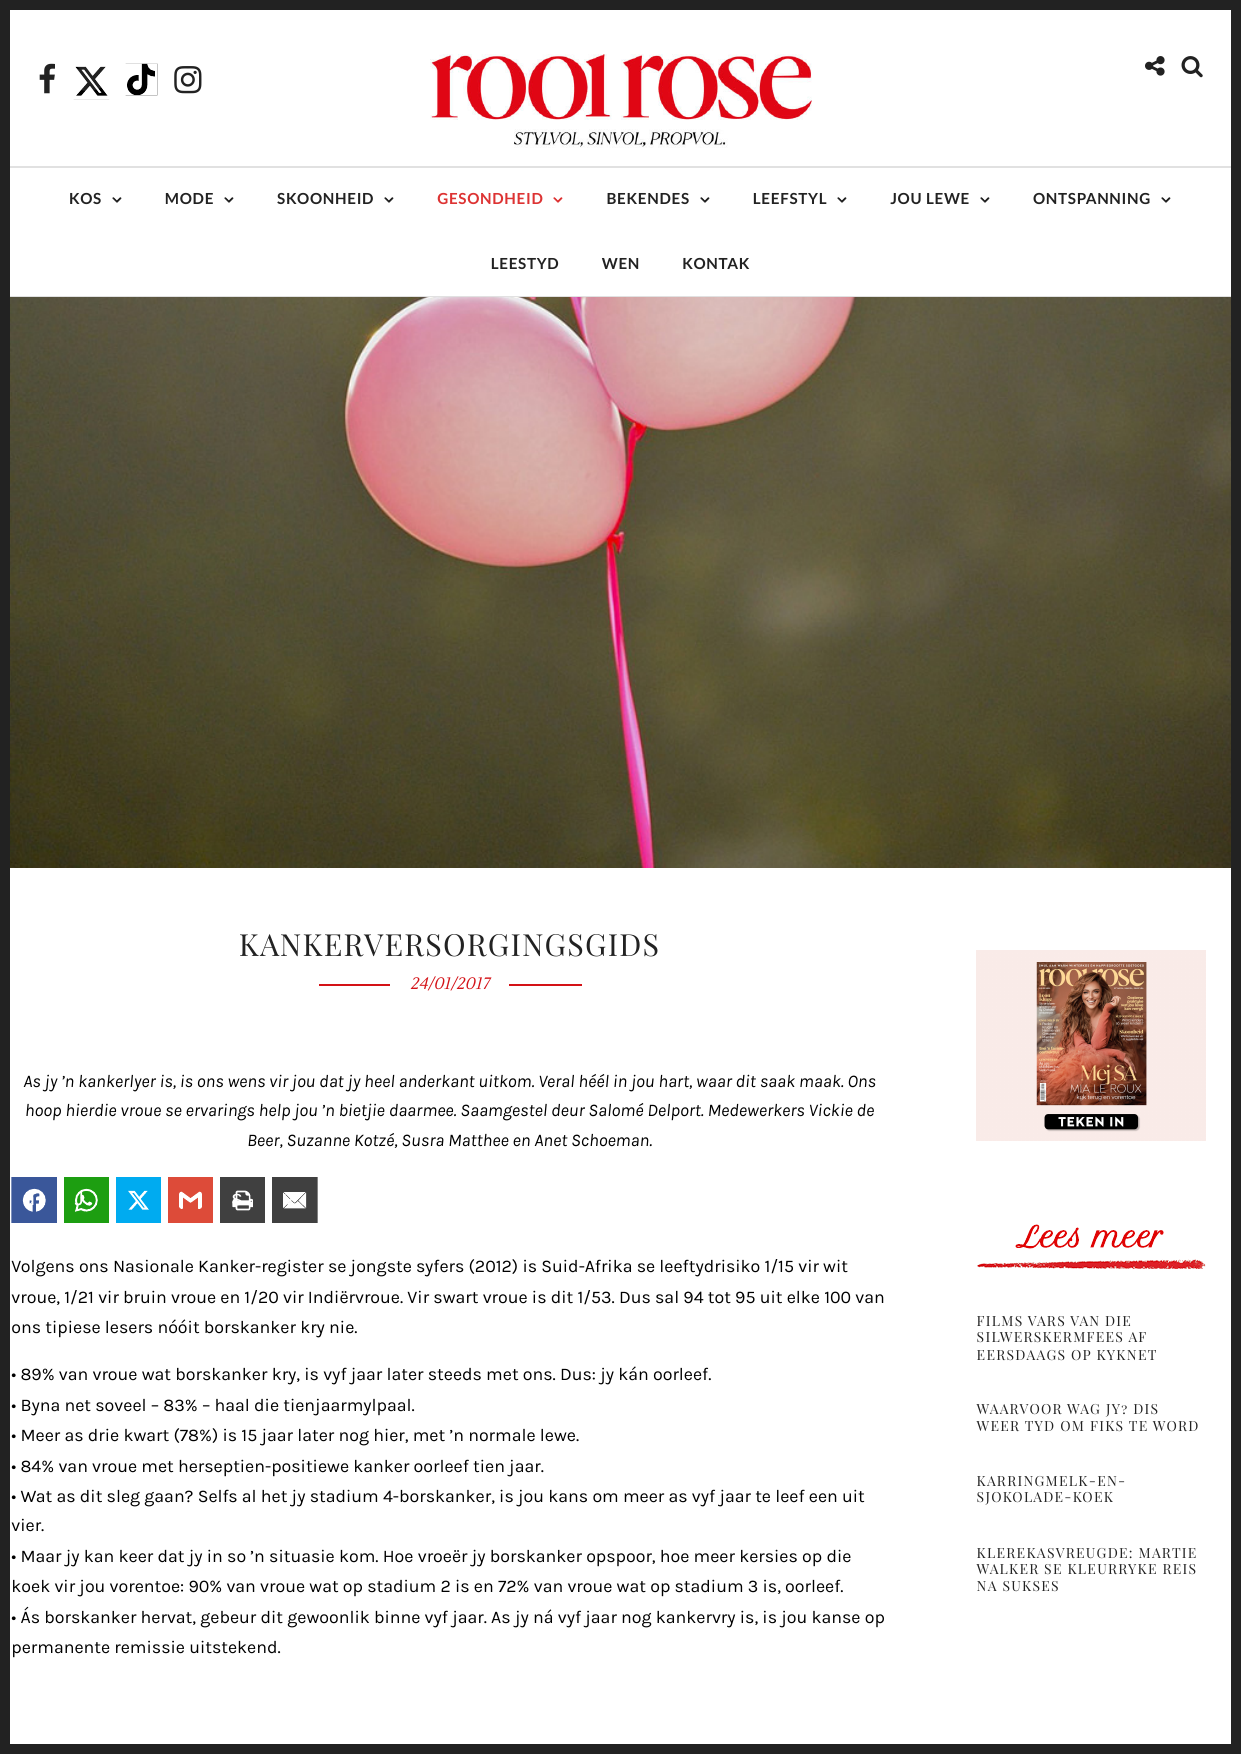 rooi rose
STYLVOL, SINVOL, PROPVOL.
KOS MODE SKOONHEID GESONDHEID BEKENDES LEEFSTYL JOU LEWE ONTSPANNING
LEESTYD WEN KONTAK
KANKERVERSORGINGSGIDS
24/01/2017
As jy ’n kankerlyer is, is ons wens vir jou dat jy heel anderkant uitkom. Veral héél in jou hart, waar dit saak maak. Ons
hoop hierdie vroue se ervarings help jou ’n bietjie daarmee. Saamgestel deur Salomé Delport. Medewerkers Vickie de
Beer, Suzanne Kotzé, Susra Matthee en Anet Schoeman.
Volgens ons Nasionale Kanker-register se jongste syfers (2012) is Suid-Afrika se leeftydrisiko 1/15 vir wit
vroue, 1/21 vir bruin vroue en 1/20 vir Indiërvroue. Vir swart vroue is dit 1/53. Dus sal 94 tot 95 uit elke 100 van
ons tipiese lesers nóóit borskanker kry nie.
• 89% van vroue wat borskanker kry, is vyf jaar later steeds met ons. Dus: jy kán oorleef.
• Byna net soveel – 83% – haal die tienjaarmylpaal.
• Meer as drie kwart (78%) is 15 jaar later nog hier, met ’n normale lewe.
• 84% van vroue met herseptien-positiewe kanker oorleef tien jaar.
• Wat as dit sleg gaan? Selfs al het jy stadium 4-borskanker, is jou kans om meer as vyf jaar te leef een uit
vier.
• Maar jy kan keer dat jy in so ’n situasie kom. Hoe vroeër jy borskanker opspoor, hoe meer kersies op die
koek vir jou vorentoe: 90% van vroue wat op stadium 2 is en 72% van vroue wat op stadium 3 is, oorleef.
• Ás borskanker hervat, gebeur dit gewoonlik binne vyf jaar. As jy ná vyf jaar nog kankervry is, is jou kanse op
permanente remissie uitstekend.
rooi rose
Mej SA
MIA LE ROUX
kyk terug en vorentoe
TEKEN IN
Lees meer
FILMS VARS VAN DIE
SILWERSKERMFEES AF
EERSDAAGS OP KYKNET
WAARVOOR WAG JY? DIS
WEER TYD OM FIKS TE WORD
KARRINGMELK-EN-
SJOKOLADE-KOEK
KLEREKASVREUGDE: MARTIE
WALKER SE KLEURRYKE REIS
NA SUKSES